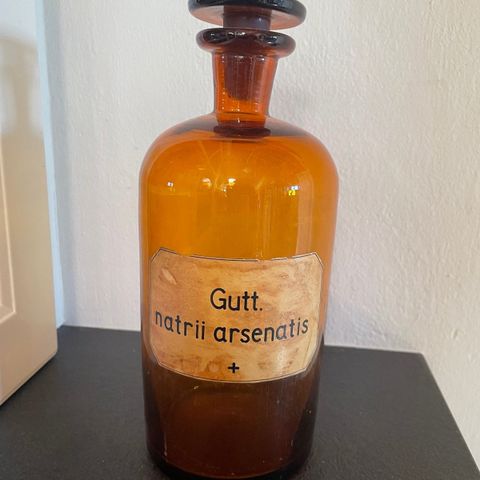 Gutt.
natrii arsenatis
+